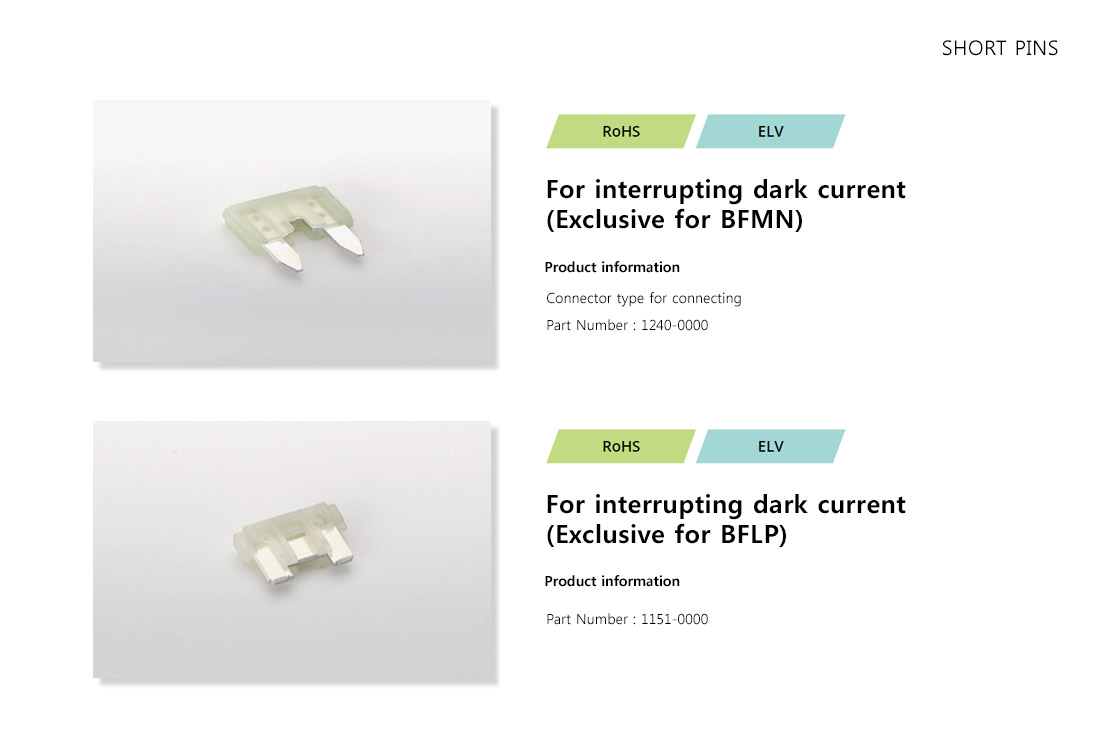 SHORT PINS
RoHS
ELV
For interrupting dark current
(Exclusive for BFMN)
Product information
Connector type for connecting
Part Number : 1240-0000
RoHS
ELV
For interrupting dark current
(Exclusive for BFLP)
Product information
Part Number : 1151-0000